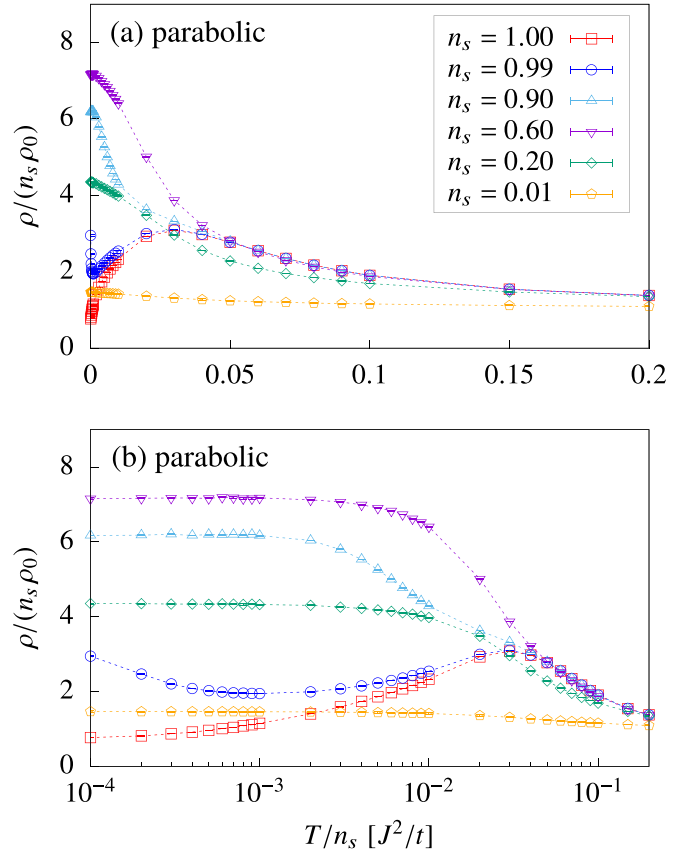 (a) parabolic
n_s = 1.00
n_s = 0.99
n_s = 0.90
n_s = 0.60
n_s = 0.20
n_s = 0.01
ρ/(n_s ρ_0)
8
6
4
2
0
0 0.05 0.1 0.15 0.2
(b) parabolic
ρ/(n_s ρ_0)
8
6
4
2
0
10^−4 10^−3 10^−2 10^−1
T/n_s [J^2/t]